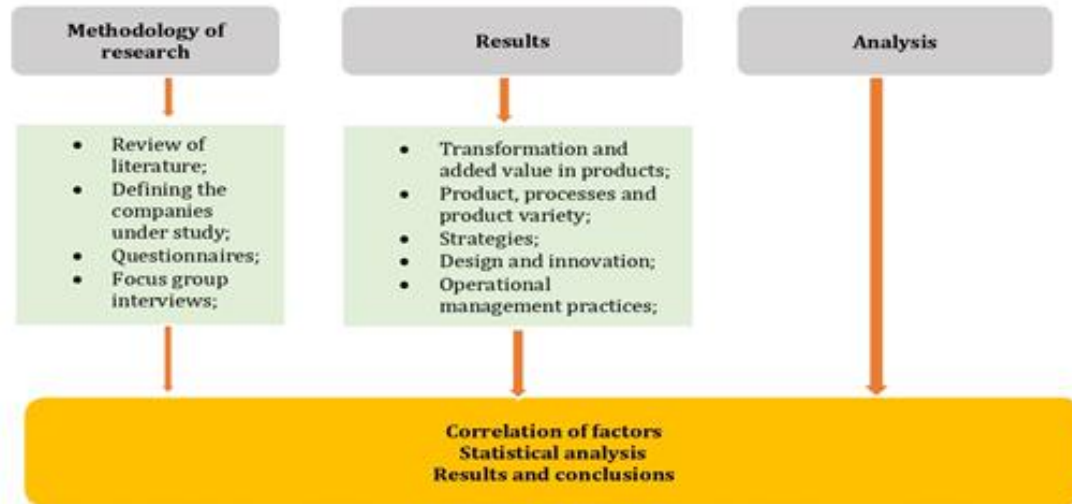 Methodology of
research
Results
Analysis
• Review of
literature;
• Defining the
companies
under study;
• Questionnaires;
• Focus group
interviews;
• Transformation and
added value in products;
• Product, processes and
product variety;
• Strategies;
• Design and innovation;
• Operational
management practices;
Correlation of factors
Statistical analysis
Results and conclusions